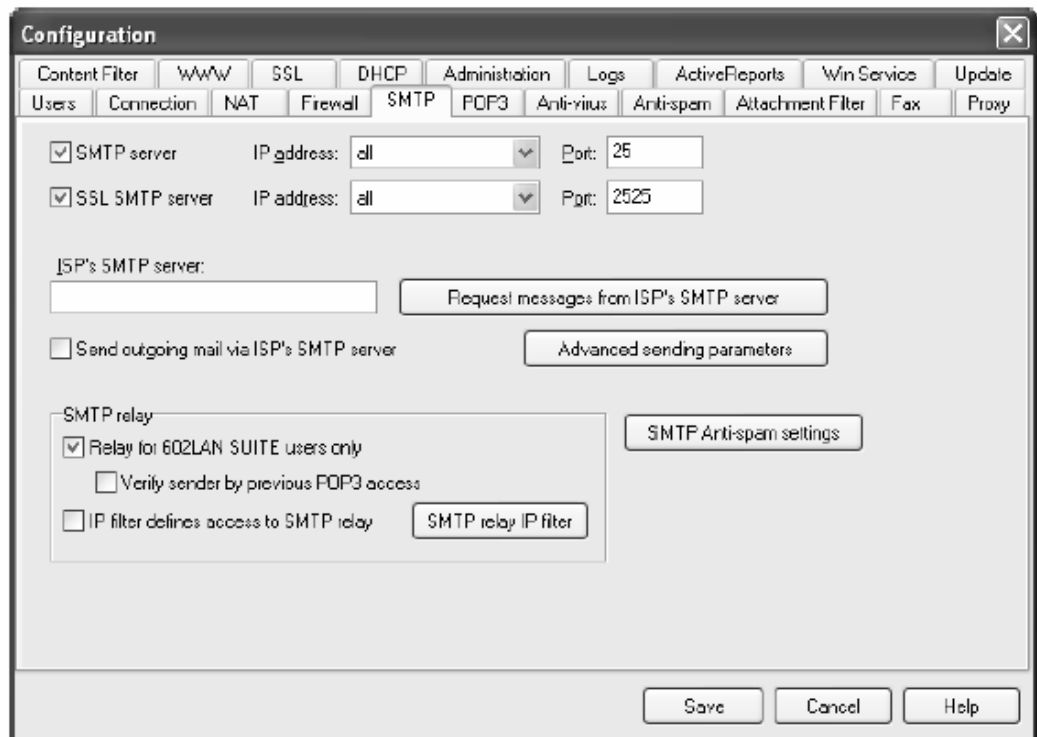 Configuration
Content Filter WWW SSL DHCP Administration Logs ActiveReports Win Service Update
Users Connection NAT Firewall SMTP POP3 Anti-virus Anti-spam Attachment Filter Fax Proxy
SMTP server IP address: all Port: 25
SSL SMTP server IP address: all Port: 2525
ISP's SMTP server:
Request messages from ISP's SMTP server
Send outgoing mail via ISP's SMTP server Advanced sending parameters
SMTP relay
Relay for 602LAN SUITE users only SMTP Anti-spam settings
Verify sender by previous POP3 access
IP filter defines access to SMTP relay SMTP relay IP filter
Save Cancel Help